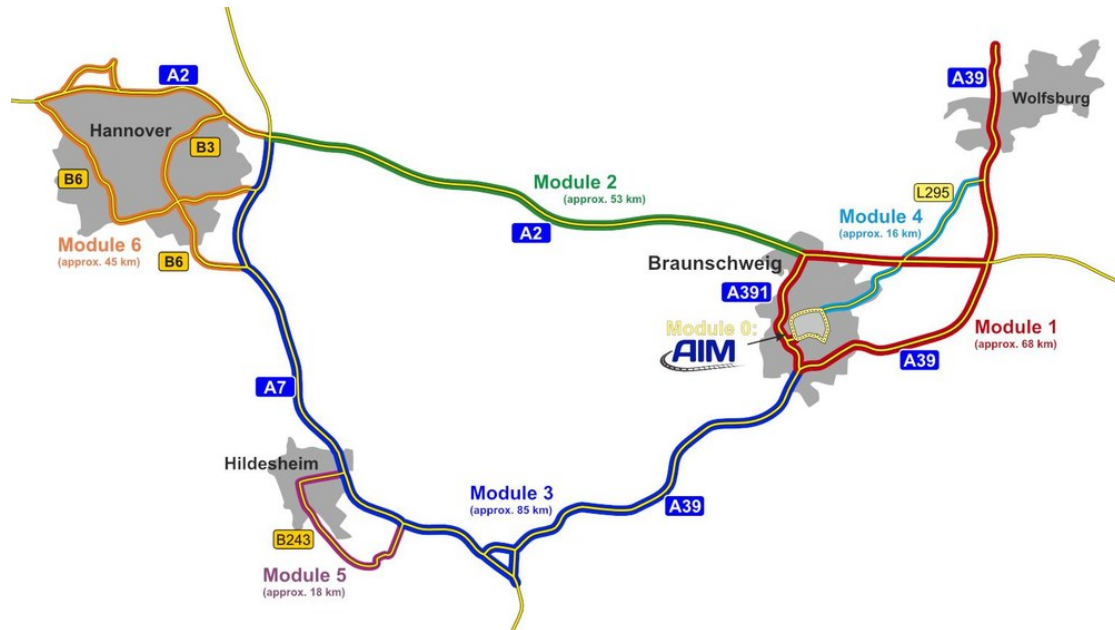 A2
Hannover
B3
B6
Module 6
(approx. 45 km)
B6
Module 2
(approx. 53 km)
A2
A39
Wolfsburg
L295
Module 4
(approx. 16 km)
Braunschweig
A391
Module 0:
AIM
Module 1
(approx. 68 km)
A39
A7
Hildesheim
B243
Module 5
(approx. 18 km)
Module 3
(approx. 85 km)
A39